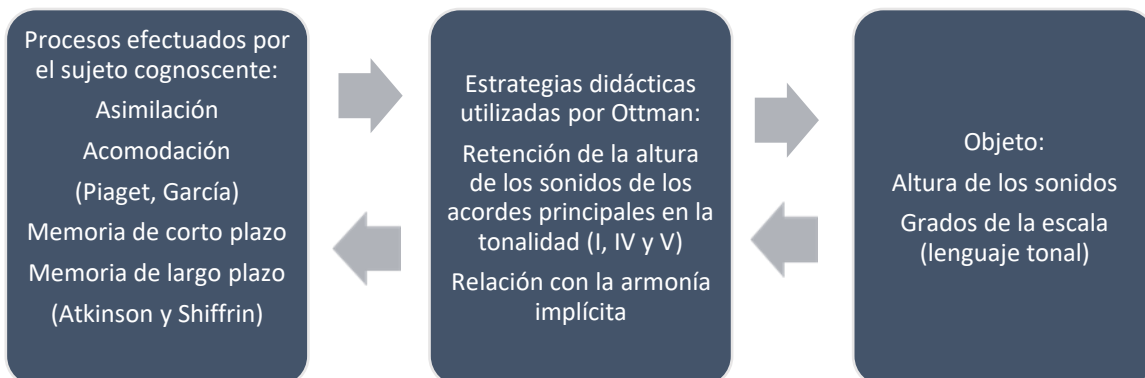 Procesos efectuados por
el sujeto cognoscente:
Asimilación
Acomodación
(Piaget, García)
Memoria de corto plazo
Memoria de largo plazo
(Atkinson y Shiffrin)
Estrategias didácticas
utilizadas por Ottman:
Retención de la altura
de los sonidos de los
acordes principales en la
tonalidad (I, IV y V)
Relación con la armonía
implícita
Objeto:
Altura de los sonidos
Grados de la escala
(lenguaje tonal)